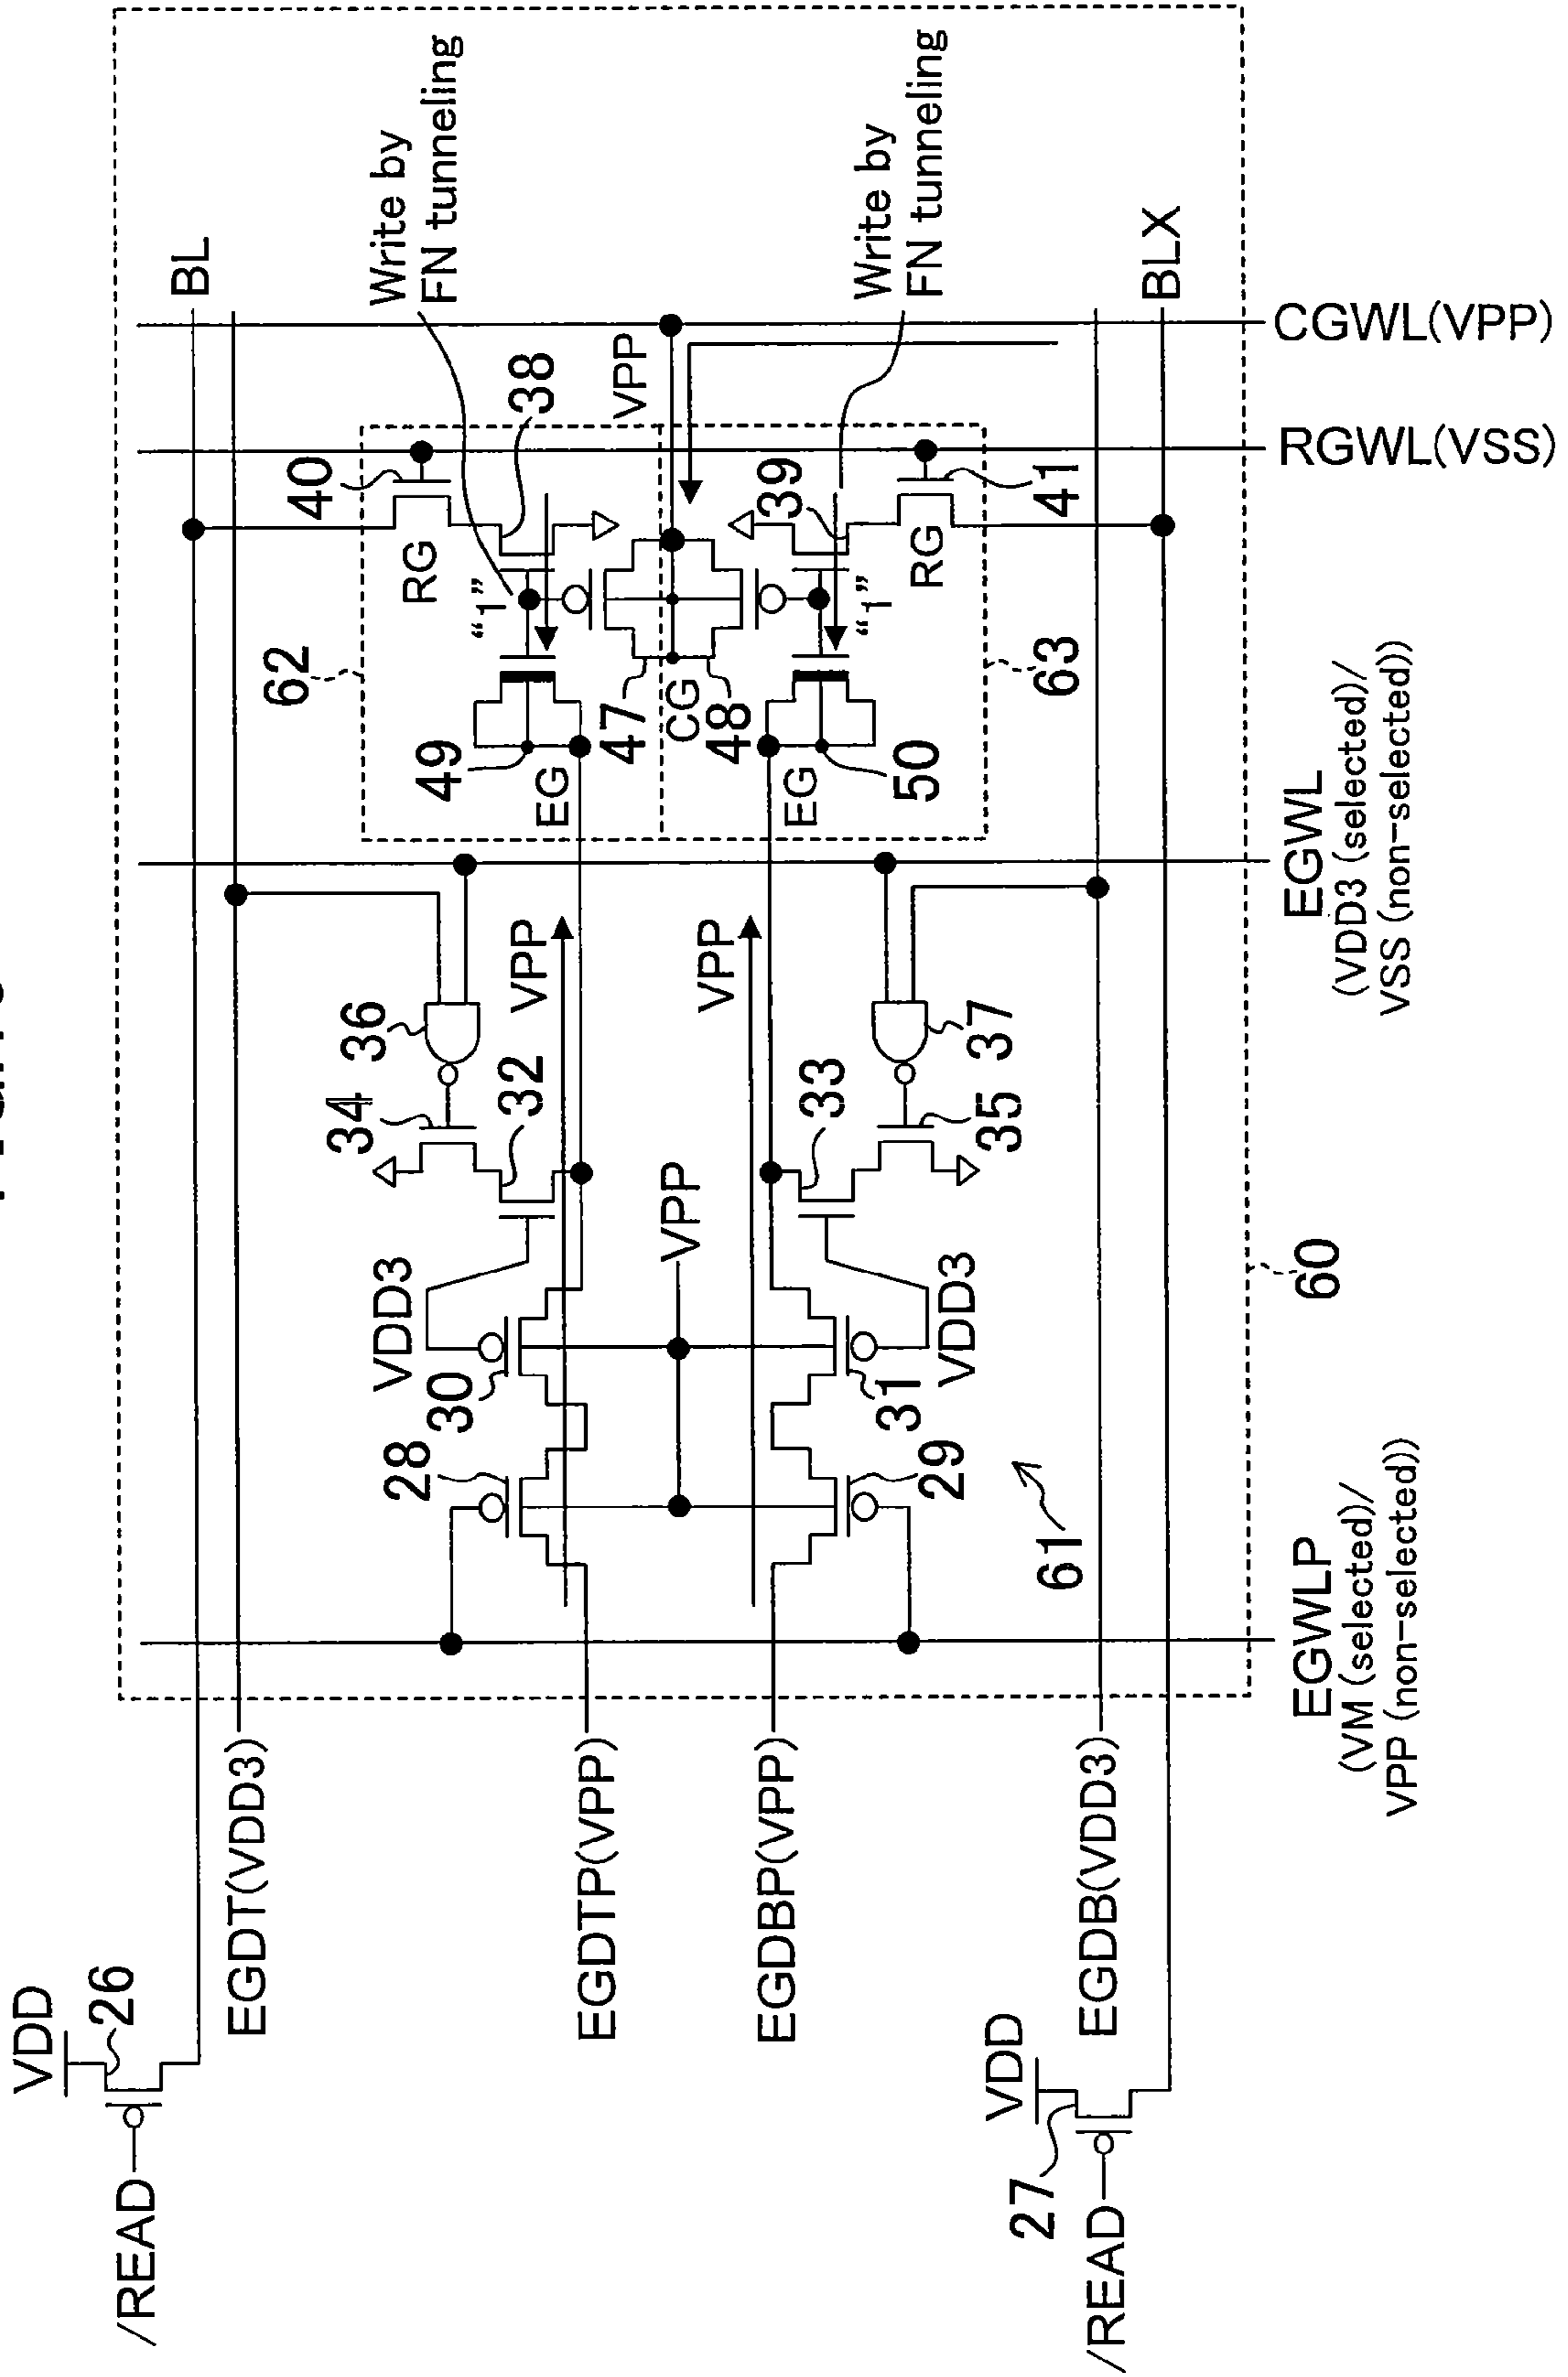 /READ
VDD
26
EGDT(VDD3)
EGDTP(VPP)
EGDBP(VPP)
EGDB(VDD3)
/READ
VDD
27
BL
BLX
Write by
FN tunneling
Write by
FN tunneling
CGWL(VPP)
RGWL(VSS)
EGWL
(VDD3 (selected)/
VSS (non-selected))
EGWLP
(VM (selected)/
VPP (non-selected))
60
61
62
63
40
38
VPP
RG
"1"
39
41
RG
"1"
49
EG
47
CG
48
EG
50
36
34
32
VPP
VPP
33
35
37
VDD3
30
28
VPP
VDD3
31
29